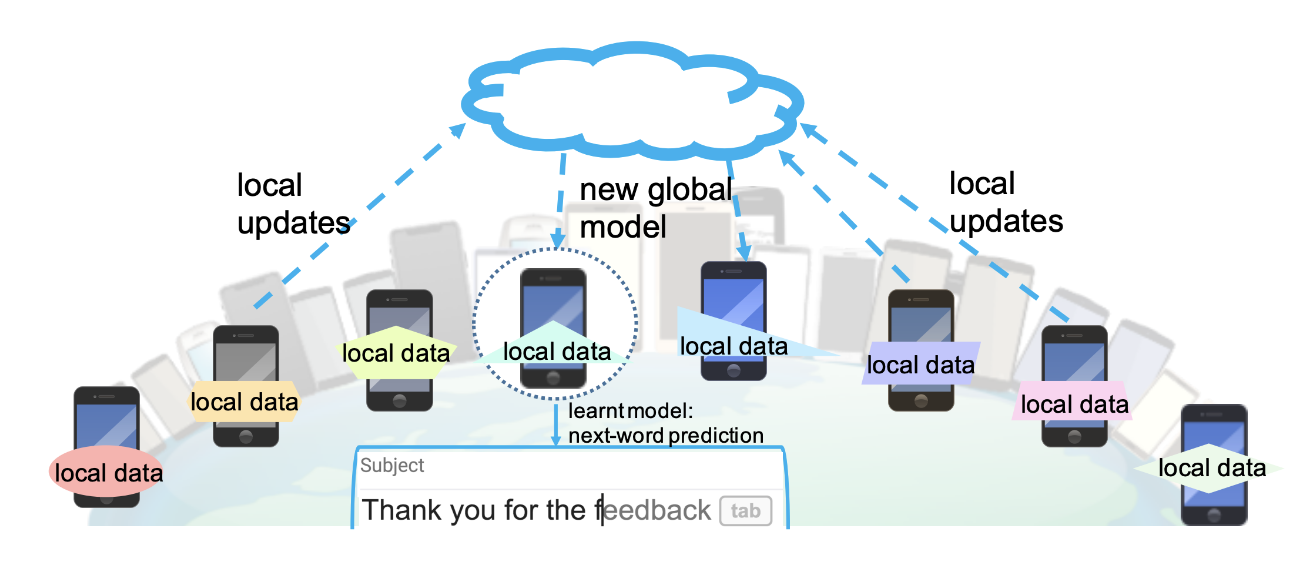 local
updates
new global
model
local
updates
local data
local data
local data
local data
local data
local data
local data
local data
learnt model:
next-word prediction
Subject
Thank you for the feedback tab